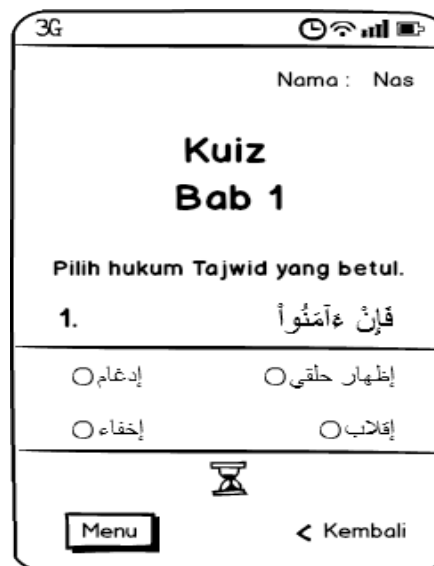 3G
Nama : Nas
Kuiz
Bab 1
Pilih hukum Tajwid yang betul.
1. فَإِنْ ءَآمَنُواْ
إظهار حلقي إدغام
إقلاب إخفاء
Menu < Kembali